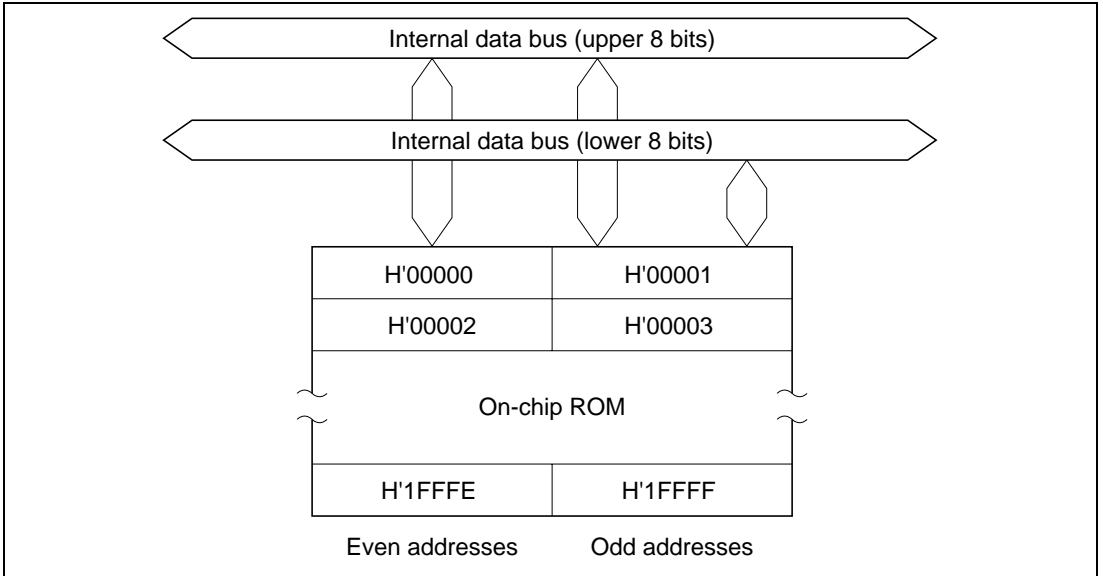 Internal data bus (upper 8 bits)
Internal data bus (lower 8 bits)
H'00000 H'00001
H'00002 H'00003
On-chip ROM
H'1FFFE H'1FFFF
Even addresses Odd addresses